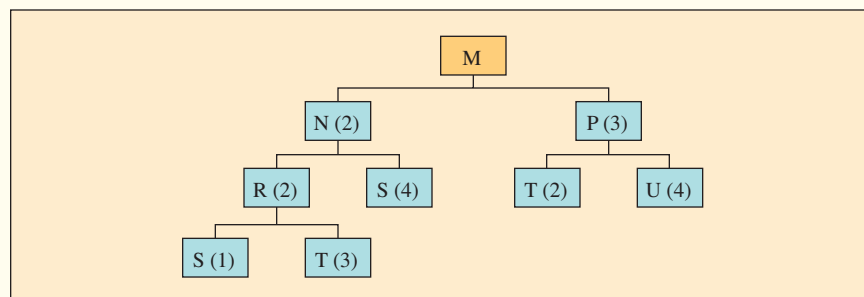 M
N (2) P (3)
R (2) S (4) T (2) U (4)
S (1) T (3)